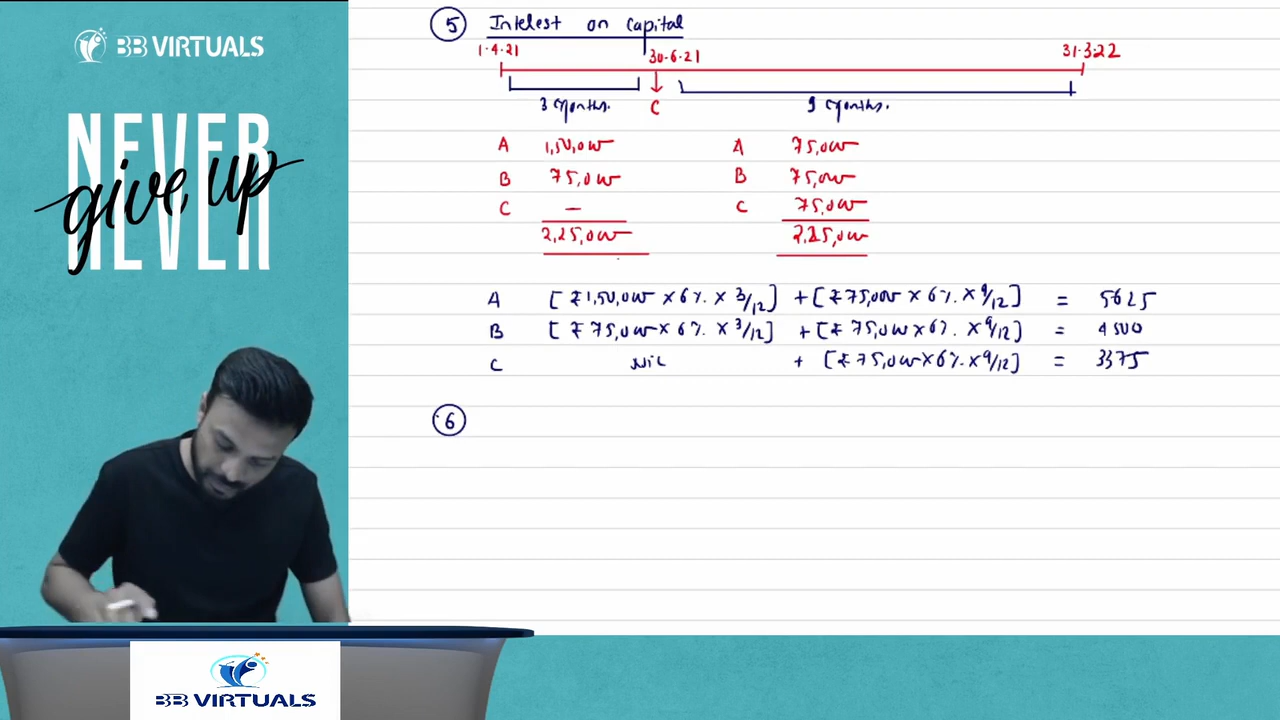 BB VIRTUALS
NEVER
give up
NEVER
5 Interest on Capital
1.4.21 30.6.21 31.3.22
3 months. C 9 months.
A 1,50,000 A 75,000
B 75,000 B 75,000
C — C 75,000
2,25,000 2,25,000
A [₹1,50,000 × 6% × 3/12] + [₹75,000 × 6% × 9/12] = 5625
B [₹75,000 × 6% × 3/12] + [₹75,000 × 6% × 9/12] = 4500
C Nil + [₹75,000 × 6% × 9/12] = 3375
6
BB VIRTUALS